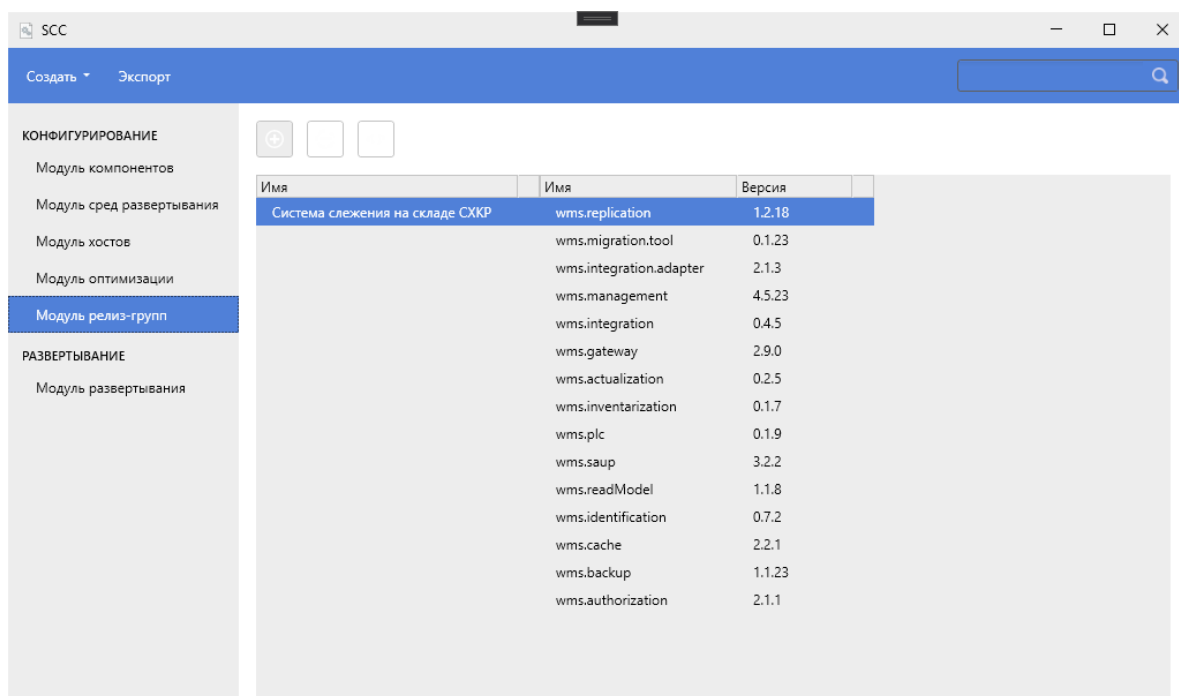 SCC
Создать Экспорт
КОНФИГУРИРОВАНИЕ
Модуль компонентов
Модуль сред развертывания
Модуль хостов
Модуль оптимизации
Модуль релиз-групп
РАЗВЕРТЫВАНИЕ
Модуль развертывания
Имя Имя Версия
Система слежения на складе СХКР wms.replication 1.2.18
wms.migration.tool 0.1.23
wms.integration.adapter 2.1.3
wms.management 4.5.23
wms.integration 0.4.5
wms.gateway 2.9.0
wms.actualization 0.2.5
wms.inventarization 0.1.7
wms.plc 0.1.9
wms.saup 3.2.2
wms.readModel 1.1.8
wms.identification 0.7.2
wms.cache 2.2.1
wms.backup 1.1.23
wms.authorization 2.1.1